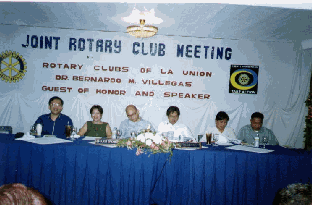 JOINT ROTARY CLUB MEETING
ROTARY CLUBS OF LA UNION
DR. BERNARDO M. VILLEGAS
GUEST OF HONOR AND SPEAKER